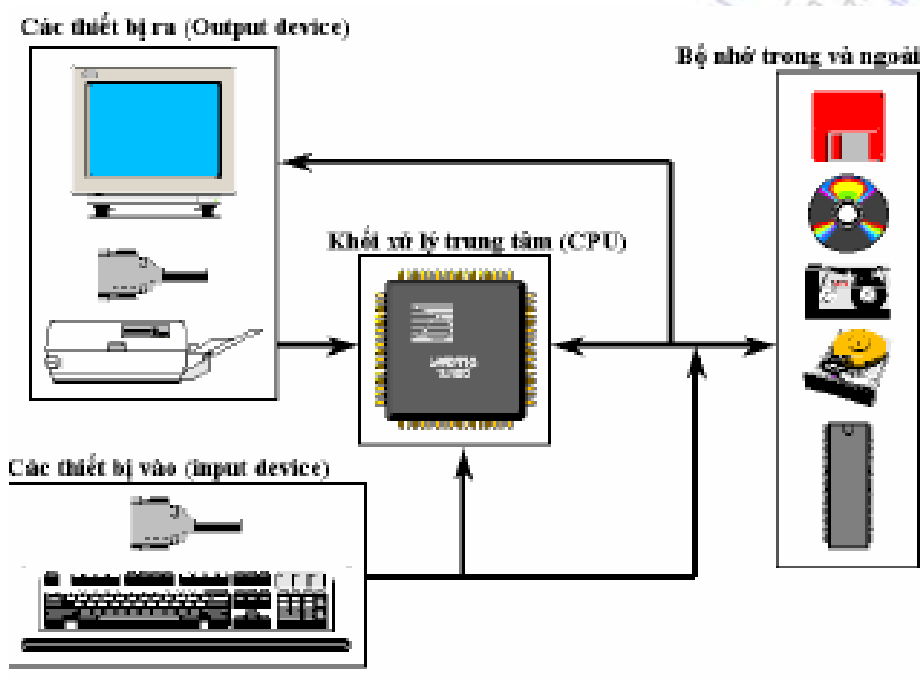 Các thiết bị ra (Output device)
Bộ nhớ trong và ngoài
Khối xử lý trung tâm (CPU)
Các thiết bị vào (input device)